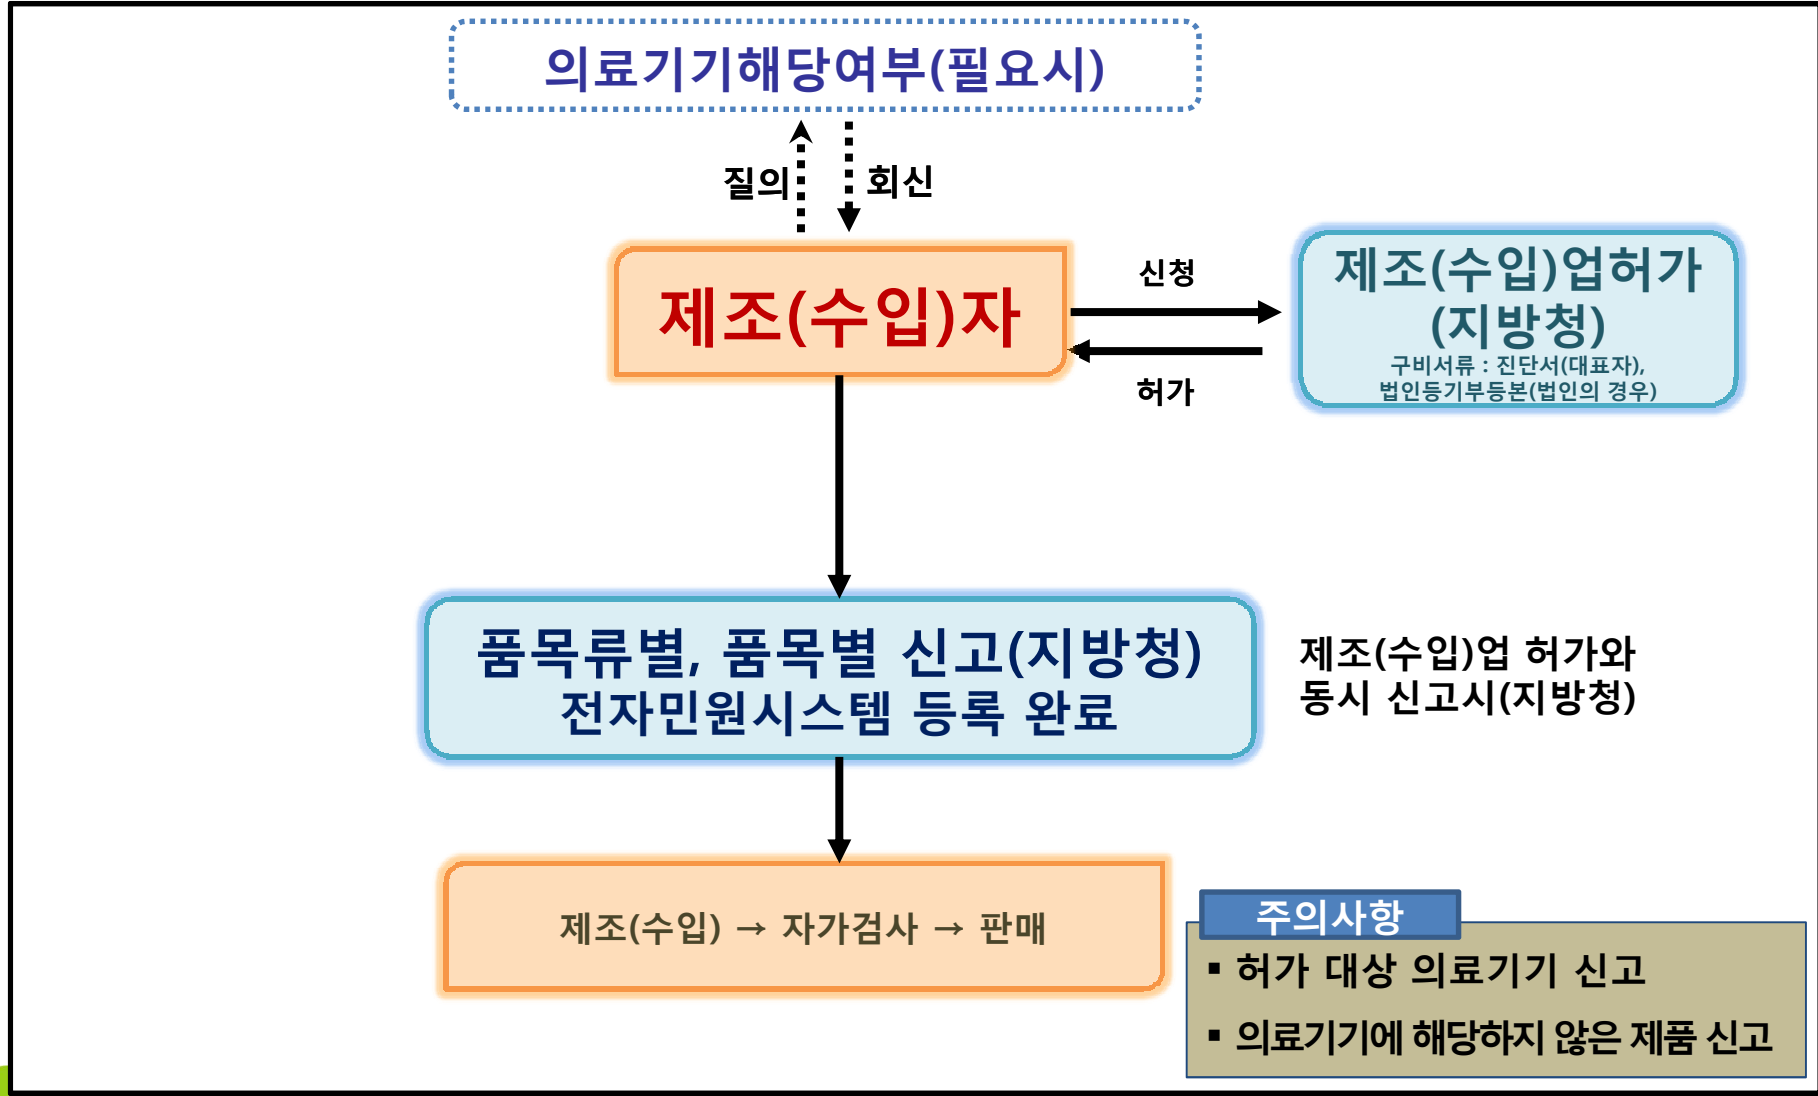 의료기기해당여부(필요시)
질의
회신
제조(수입)자
신청
허가
제조(수입)업허가
(지방청)
구비서류 : 진단서(대표자),
법인등기부등본(법인의 경우)
품목류별, 품목별 신고(지방청)
전자민원시스템 등록 완료
제조(수입)업 허가와
동시 신고시(지방청)
제조(수입) → 자가검사 → 판매
주의사항
▪ 허가 대상 의료기기 신고
▪ 의료기기에 해당하지 않은 제품 신고